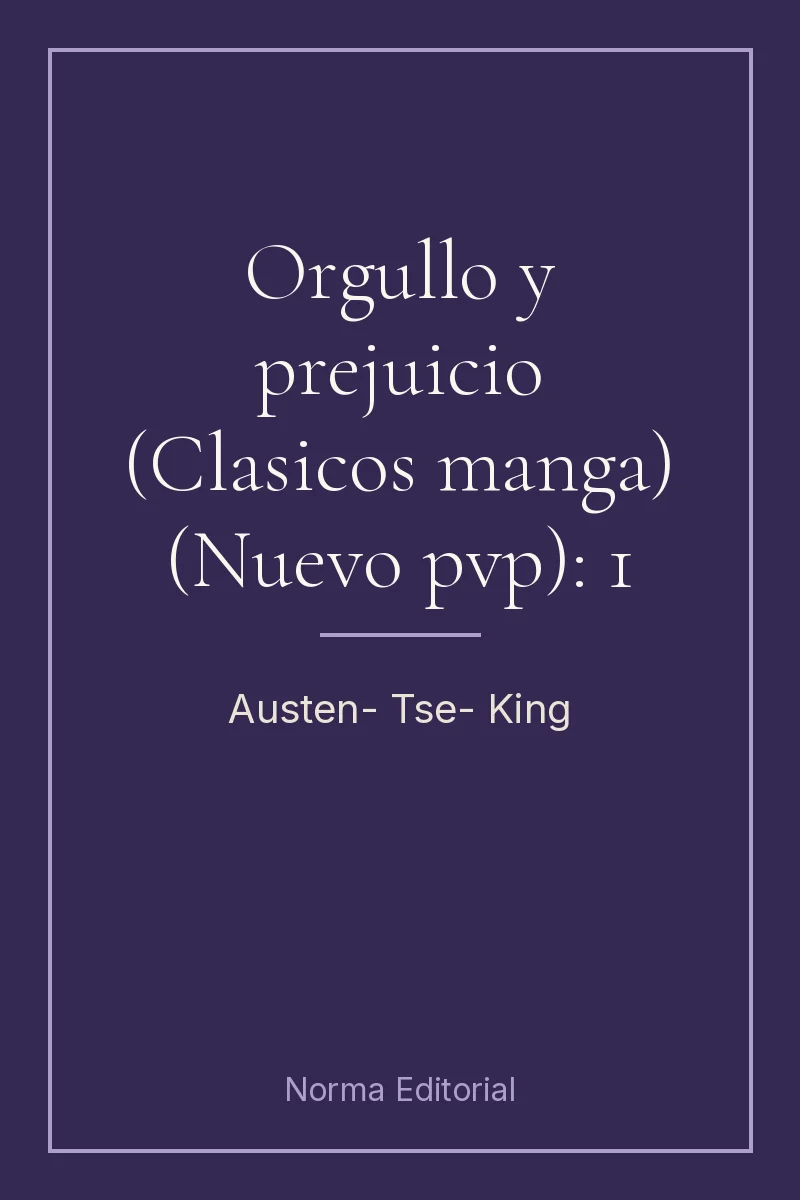 Orgullo y
prejuicio
(Clasicos manga)
(Nuevo pvp): 1
Austen- Tse- King
Norma Editorial